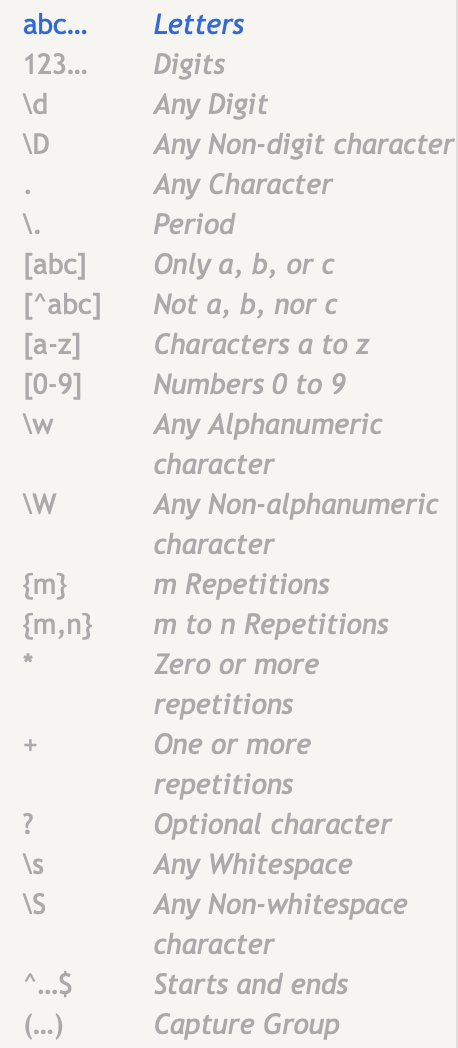 abc… Letters
123… Digits
\d Any Digit
\D Any Non-digit character
. Any Character
\. Period
[abc] Only a, b, or c
[^abc] Not a, b, nor c
[a-z] Characters a to z
[0-9] Numbers 0 to 9
\w Any Alphanumeric
character
\W Any Non-alphanumeric
character
{m} m Repetitions
{m,n} m to n Repetitions
* Zero or more
repetitions
+ One or more
repetitions
? Optional character
\s Any Whitespace
\S Any Non-whitespace
character
^…$ Starts and ends
(…) Capture Group